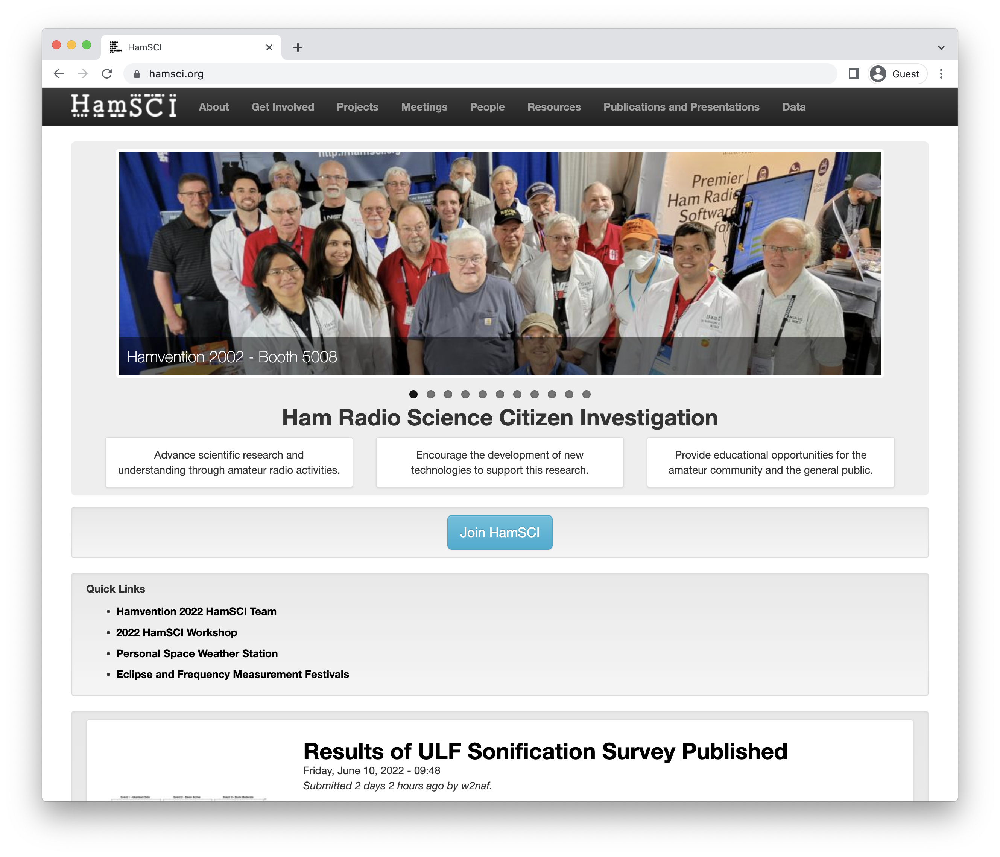 HamSCI
hamsci.org
Guest
HamSCI
About Get Involved Projects Meetings People Resources Publications and Presentations Data
http://hamsci.org
Premier
Ham Radio
Software
for
Hamvention 2002 - Booth 5008
Ham Radio Science Citizen Investigation
Advance scientific research and
understanding through amateur radio activities.
Encourage the development of new
technologies to support this research.
Provide educational opportunities for the
amateur community and the general public.
Join HamSCI
Quick Links
• Hamvention 2022 HamSCI Team
• 2022 HamSCI Workshop
• Personal Space Weather Station
• Eclipse and Frequency Measurement Festivals
Results of ULF Sonification Survey Published
Friday, June 10, 2022 - 09:48
Submitted 2 days 2 hours ago by w2naf.